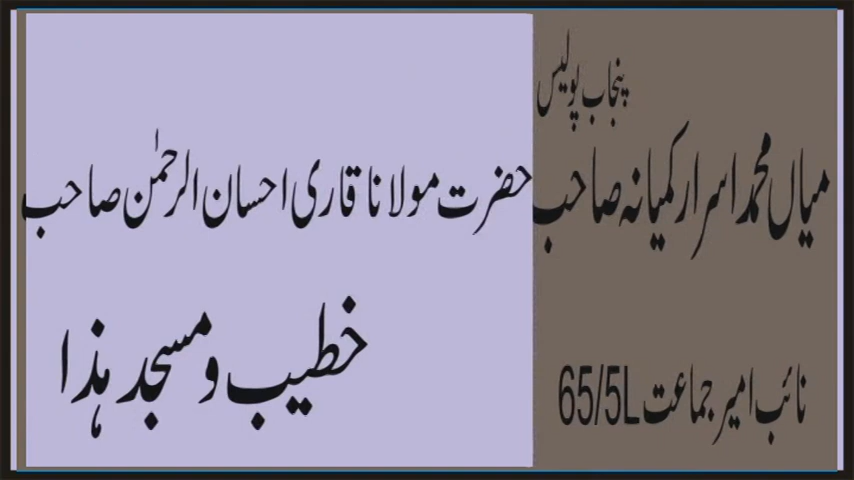 پنجاب پولیس
میاں محمد اسرار کمیانہ صاحب
نائب امیر جماعت 65/5L
حضرت مولانا قاری احسان الرحمٰن صاحب
خطیب و مسجد ہذا